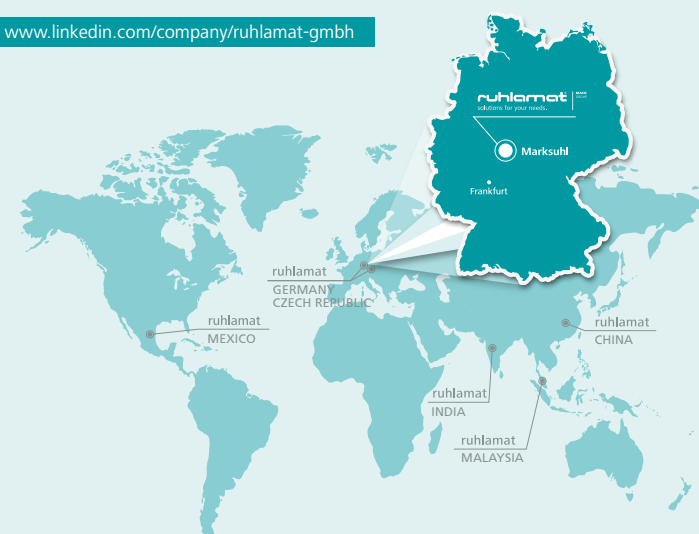 www.linkedin.com/company/ruhlamat-gmbh
ruhlamat
solutions for your needs.
Marksuhl
Frankfurt
ruhlamat
GERMANY
CZECH REPUBLIC
ruhlamat
MEXICO
ruhlamat
CHINA
ruhlamat
INDIA
ruhlamat
MALAYSIA